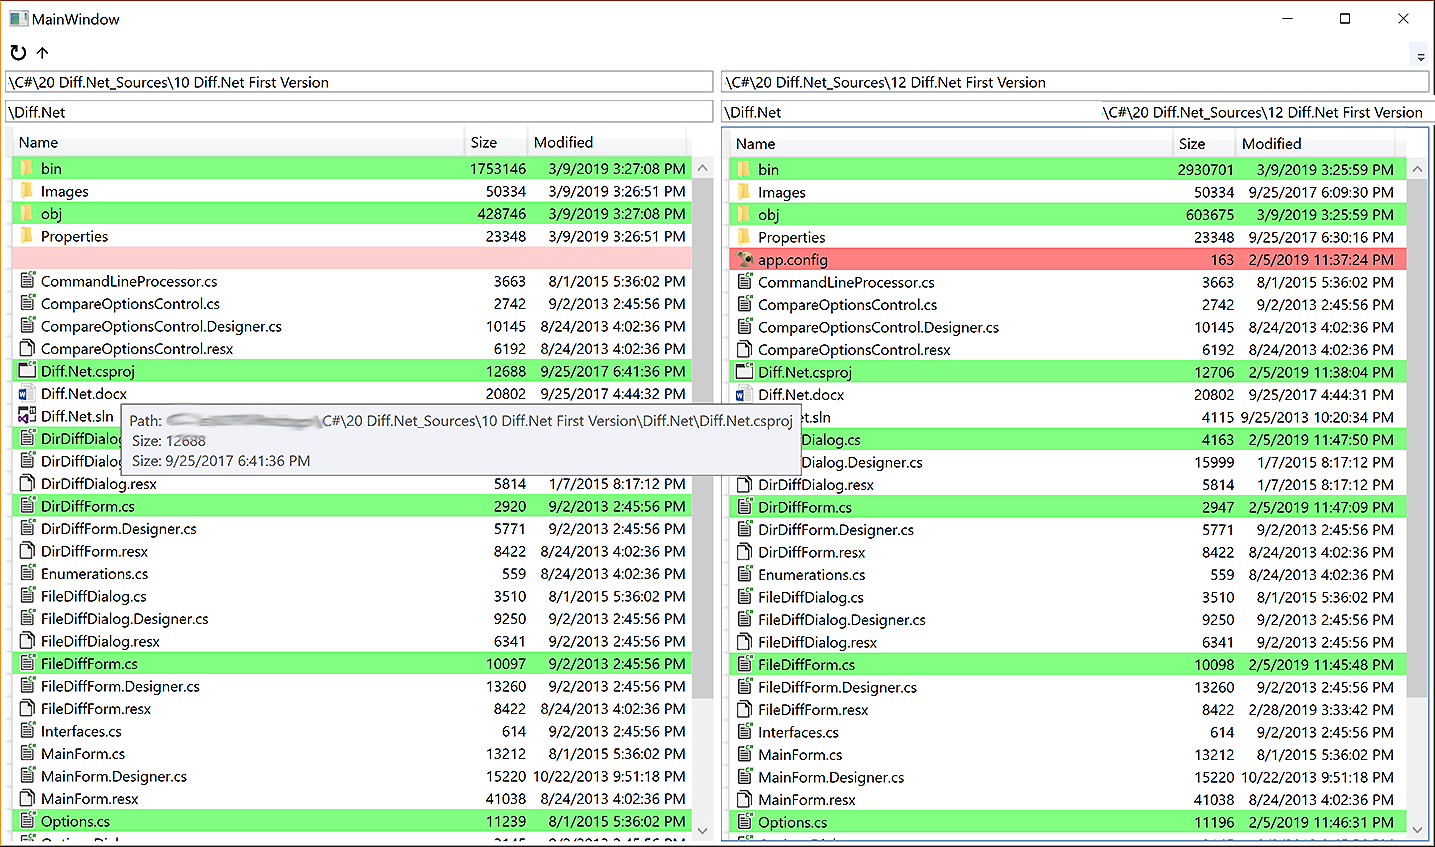 MainWindow
\C#\20 Diff.Net_Sources\10 Diff.Net First Version
\Diff.Net
Name Size Modified
bin 1753146 3/9/2019 3:27:08 PM
Images 50334 3/9/2019 3:26:51 PM
obj 428746 3/9/2019 3:27:08 PM
Properties 23348 3/9/2019 3:26:51 PM
CommandLineProcessor.cs 3663 8/1/2015 5:36:02 PM
CompareOptionsControl.cs 2742 9/2/2013 2:45:56 PM
CompareOptionsControl.Designer.cs 10145 8/24/2013 4:02:36 PM
CompareOptionsControl.resx 6192 8/24/2013 4:02:36 PM
Diff.Net.csproj 12688 9/25/2017 6:41:36 PM
Diff.Net.docx 20802 9/25/2017 4:44:32 PM
Diff.Net.sln
DirDiffDialog
DirDiffDialo
DirDiffDialog.resx 5814 1/7/2015 8:17:12 PM
DirDiffForm.cs 2920 9/2/2013 2:45:56 PM
DirDiffForm.Designer.cs 5771 9/2/2013 2:45:56 PM
DirDiffForm.resx 8422 8/24/2013 4:02:36 PM
Enumerations.cs 559 8/24/2013 4:02:36 PM
FileDiffDialog.cs 3510 8/1/2015 5:36:02 PM
FileDiffDialog.Designer.cs 9250 9/2/2013 2:45:56 PM
FileDiffDialog.resx 6341 9/2/2013 2:45:56 PM
FileDiffForm.cs 10097 9/2/2013 2:45:56 PM
FileDiffForm.Designer.cs 13260 9/2/2013 2:45:56 PM
FileDiffForm.resx 8422 8/24/2013 4:02:36 PM
Interfaces.cs 614 9/2/2013 2:45:56 PM
MainForm.cs 13212 8/1/2015 5:36:02 PM
MainForm.Designer.cs 15220 10/22/2013 9:51:18 PM
MainForm.resx 41038 8/24/2013 4:02:36 PM
Options.cs 11239 8/1/2015 5:36:02 PM
Path: \C#\20 Diff.Net_Sources\10 Diff.Net First Version\Diff.Net\Diff.Net.csproj
Size: 12688
Size: 9/25/2017 6:41:36 PM
\C#\20 Diff.Net_Sources\12 Diff.Net First Version
\Diff.Net \C#\20 Diff.Net_Sources\12 Diff.Net First Version
Name Size Modified
bin 2930701 3/9/2019 3:25:59 PM
Images 50334 9/25/2017 6:09:30 PM
obj 603675 3/9/2019 3:25:59 PM
Properties 23348 9/25/2017 6:30:16 PM
app.config 163 2/5/2019 11:37:24 PM
CommandLineProcessor.cs 3663 8/1/2015 5:36:02 PM
CompareOptionsControl.cs 2742 9/2/2013 2:45:56 PM
CompareOptionsControl.Designer.cs 10145 8/24/2013 4:02:36 PM
CompareOptionsControl.resx 6192 8/24/2013 4:02:36 PM
Diff.Net.csproj 12706 2/5/2019 11:38:04 PM
Diff.Net.docx 20802 9/25/2017 4:44:31 PM
t.sln 4115 9/25/2013 10:20:34 PM
Dialog.cs 4163 2/5/2019 11:47:50 PM
Dialog.Designer.cs 15999 1/7/2015 8:17:12 PM
DirDiffDialog.resx 5814 1/7/2015 8:17:12 PM
DirDiffForm.cs 2947 2/5/2019 11:47:09 PM
DirDiffForm.Designer.cs 5771 9/2/2013 2:45:56 PM
DirDiffForm.resx 8422 8/24/2013 4:02:36 PM
Enumerations.cs 559 8/24/2013 4:02:36 PM
FileDiffDialog.cs 3510 8/1/2015 5:36:02 PM
FileDiffDialog.Designer.cs 9250 9/2/2013 2:45:56 PM
FileDiffDialog.resx 6341 9/2/2013 2:45:56 PM
FileDiffForm.cs 10098 2/5/2019 11:45:48 PM
FileDiffForm.Designer.cs 13260 9/2/2013 2:45:56 PM
FileDiffForm.resx 8422 2/28/2019 3:33:42 PM
Interfaces.cs 614 9/2/2013 2:45:56 PM
MainForm.cs 13212 8/1/2015 5:36:02 PM
MainForm.Designer.cs 15220 10/22/2013 9:51:18 PM
MainForm.resx 41038 8/24/2013 4:02:36 PM
Options.cs 11196 2/5/2019 11:46:31 PM